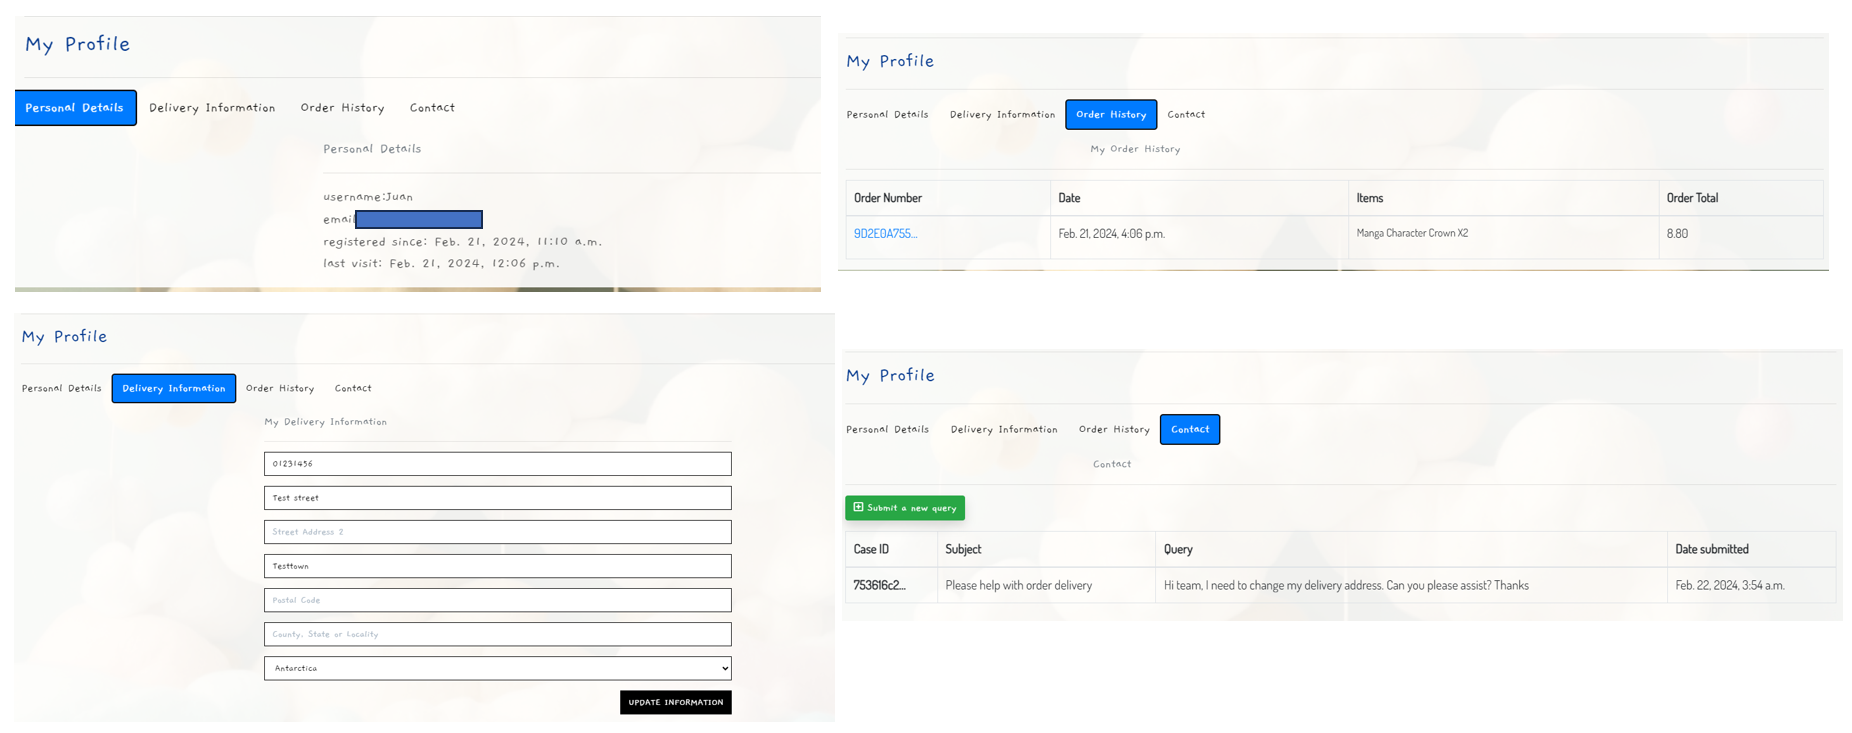 My Profile
Personal Details Delivery Information Order History Contact
Personal Details
username:Juan
email
registered since: Feb. 21, 2024, 11:10 a.m.
last visit: Feb. 21, 2024, 12:06 p.m.
My Profile
Personal Details Delivery Information Order History Contact
My Order History
Order Number Date Items Order Total
9D2E0A755... Feb. 21, 2024, 4:06 p.m. Manga Character Crown X2 8.80
My Profile
Personal Details Delivery Information Order History Contact
My Delivery Information
01231456
Test street
Street Address 2
Testtown
Postal Code
County, State or Locality
Antarctica
UPDATE INFORMATION
My Profile
Personal Details Delivery Information Order History Contact
Contact
Submit a new query
Case ID Subject Query Date submitted
753616c2... Please help with order delivery Hi team, I need to change my delivery address. Can you please assist? Thanks Feb. 22, 2024, 3:54 a.m.